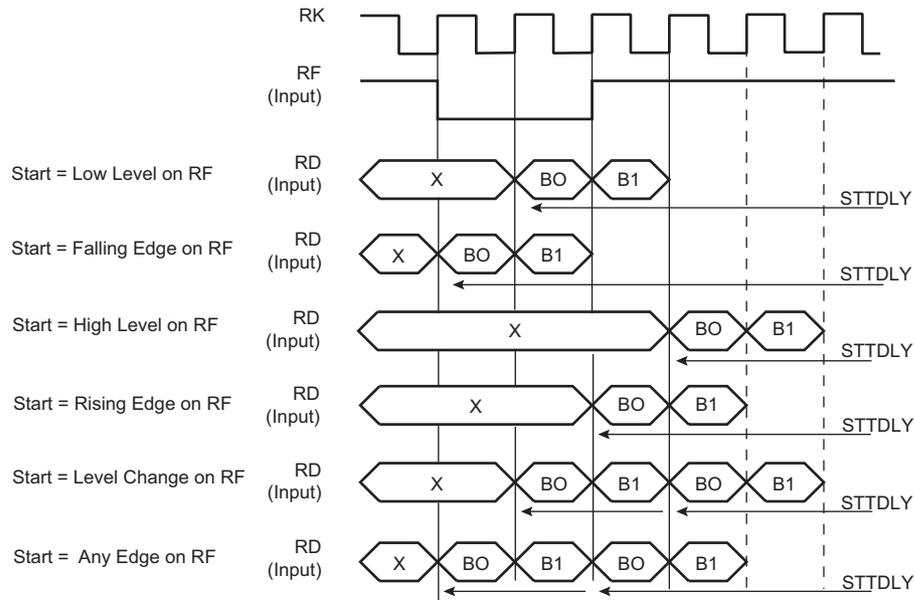 RK
RF
(Input)
Start = Low Level on RF
RD
(Input)
X
BO
B1
STTDLY
Start = Falling Edge on RF
RD
(Input)
X
BO
B1
STTDLY
Start = High Level on RF
RD
(Input)
X
BO
B1
STTDLY
Start = Rising Edge on RF
RD
(Input)
X
BO
B1
STTDLY
Start = Level Change on RF
RD
(Input)
X
BO
B1
BO
B1
STTDLY
Start = Any Edge on RF
RD
(Input)
X
BO
B1
BO
B1
STTDLY